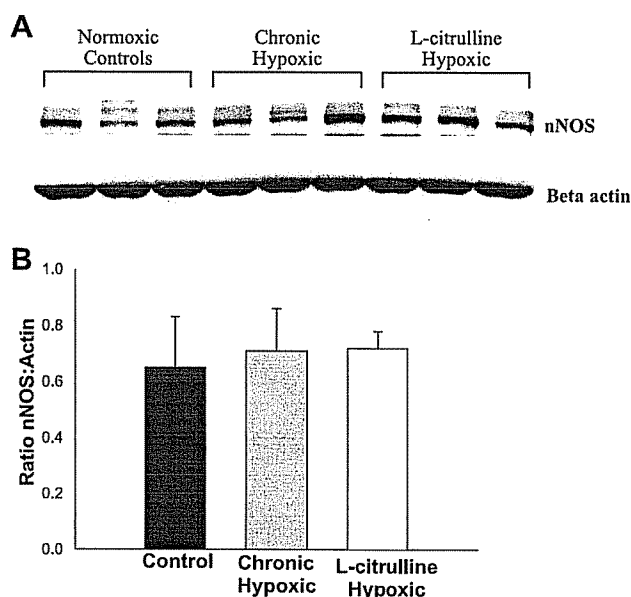 A
Normoxic
Controls
Chronic
Hypoxic
L-citrulline
Hypoxic
nNOS
Beta actin
B
Ratio nNOS:Actin
1.0
0.8
0.6
0.4
0.2
0.0
Control
Chronic
Hypoxic
L-citrulline
Hypoxic